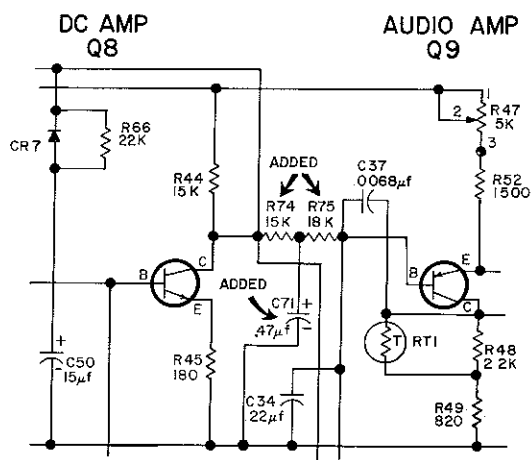 DC AMP
Q8
AUDIO AMP
Q9
1
2
R47
5K
3
CR7
R66
22K
R44
15K
ADDED
R74
15K
R75
18K
C37
.0068µf
R52
1500
B
C
E
ADDED
C71
+
-
.47µf
B
E
C
T
RT1
+
-
C50
15µf
R45
180
C34
.22µf
R48
2.2K
R49
820